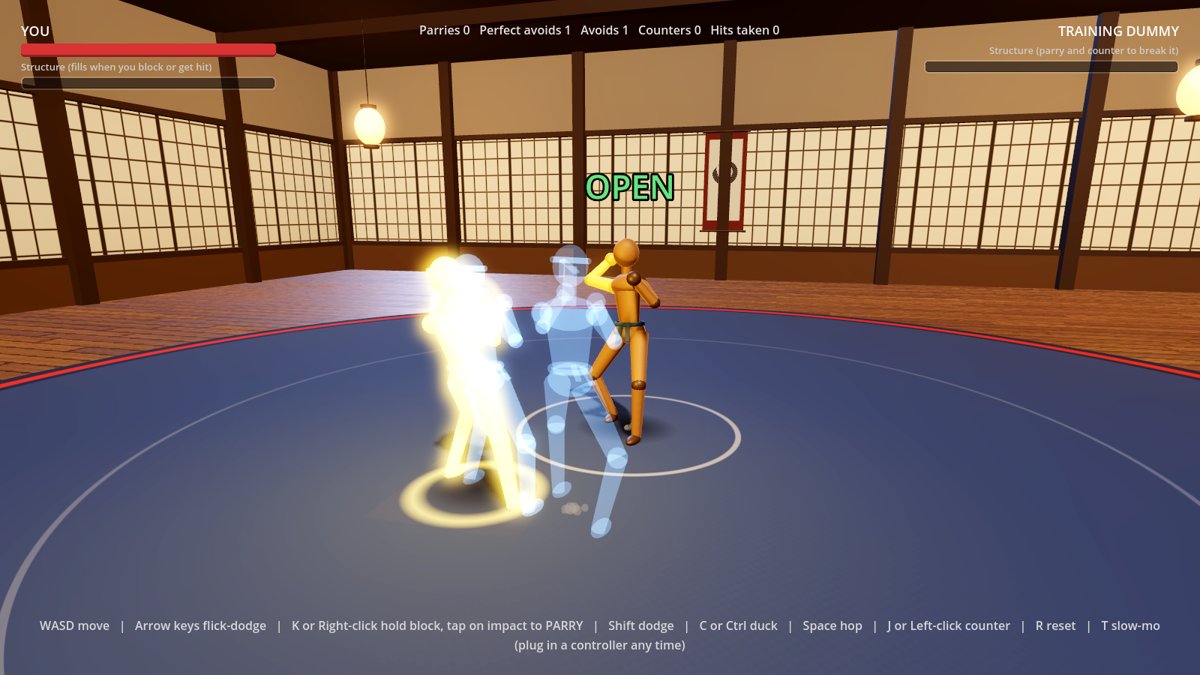 YOU
Structure (fills when you block or get hit)
Parries 0 Perfect avoids 1 Avoids 1 Counters 0 Hits taken 0
TRAINING DUMMY
Structure (parry and counter to break it)
OPEN
WASD move | Arrow keys flick-dodge | K or Right-click hold block, tap on impact to PARRY | Shift dodge | C or Ctrl duck | Space hop | J or Left-click counter | R reset | T slow-mo
(plug in a controller any time)